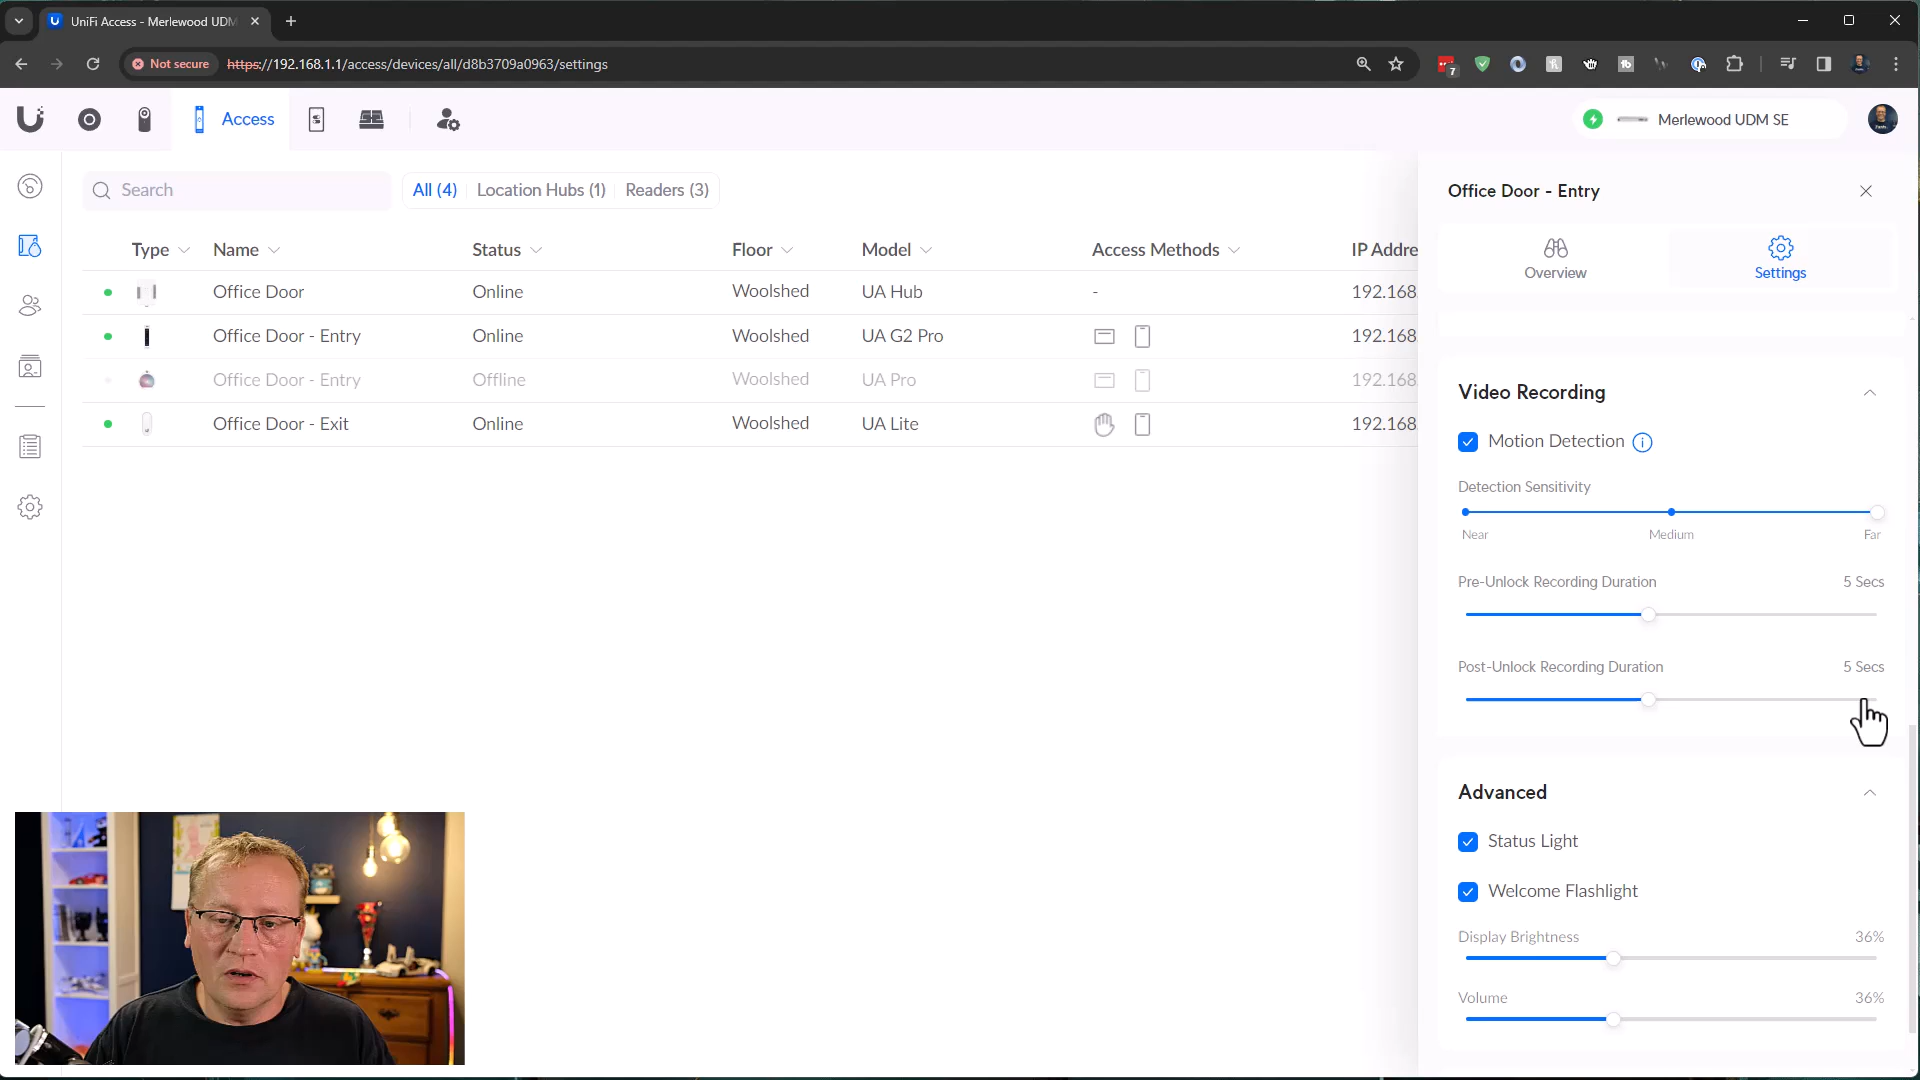 UniFi Access - Merlewood UDM
Not secure
https://192.168.1.1/access/devices/all/d8b3709a0963/settings
7
Access
Merlewood UDM SE
Search
All (4)
Location Hubs (1)
Readers (3)
Type
Name
Status
Floor
Model
Access Methods
IP Addre
Office Door
Online
Woolshed
UA Hub
-
192.168
Office Door - Entry
Online
Woolshed
UA G2 Pro
192.168
Office Door - Entry
Offline
Woolshed
UA Pro
192.168
Office Door - Exit
Online
Woolshed
UA Lite
192.168
Office Door - Entry
Overview
Settings
Video Recording
Motion Detection
Detection Sensitivity
Near
Medium
Far
Pre-Unlock Recording Duration
5 Secs
Post-Unlock Recording Duration
5 Secs
Advanced
Status Light
Welcome Flashlight
Display Brightness
36%
Volume
36%